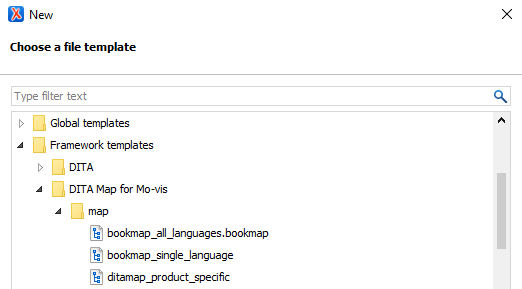 New
Choose a file template
Type filter text
Global templates
Framework templates
DITA
DITA Map for Mo-vis
map
bookmap_all_languages.bookmap
bookmap_single_language
ditamap_product_specific